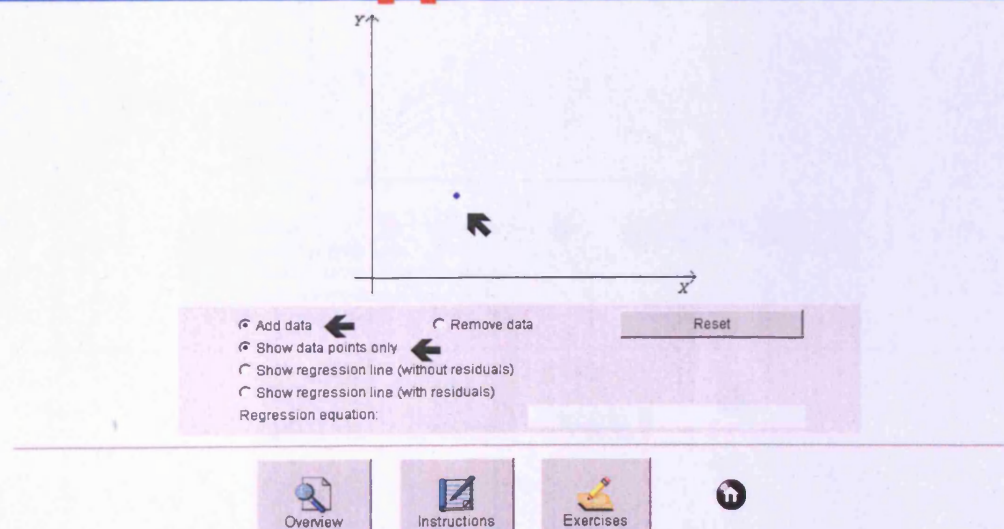 Y
X
Add data Remove data Reset
Show data points only
Show regression line (without residuals)
Show regression line (with residuals)
Regression equation:
Overview Instructions Exercises